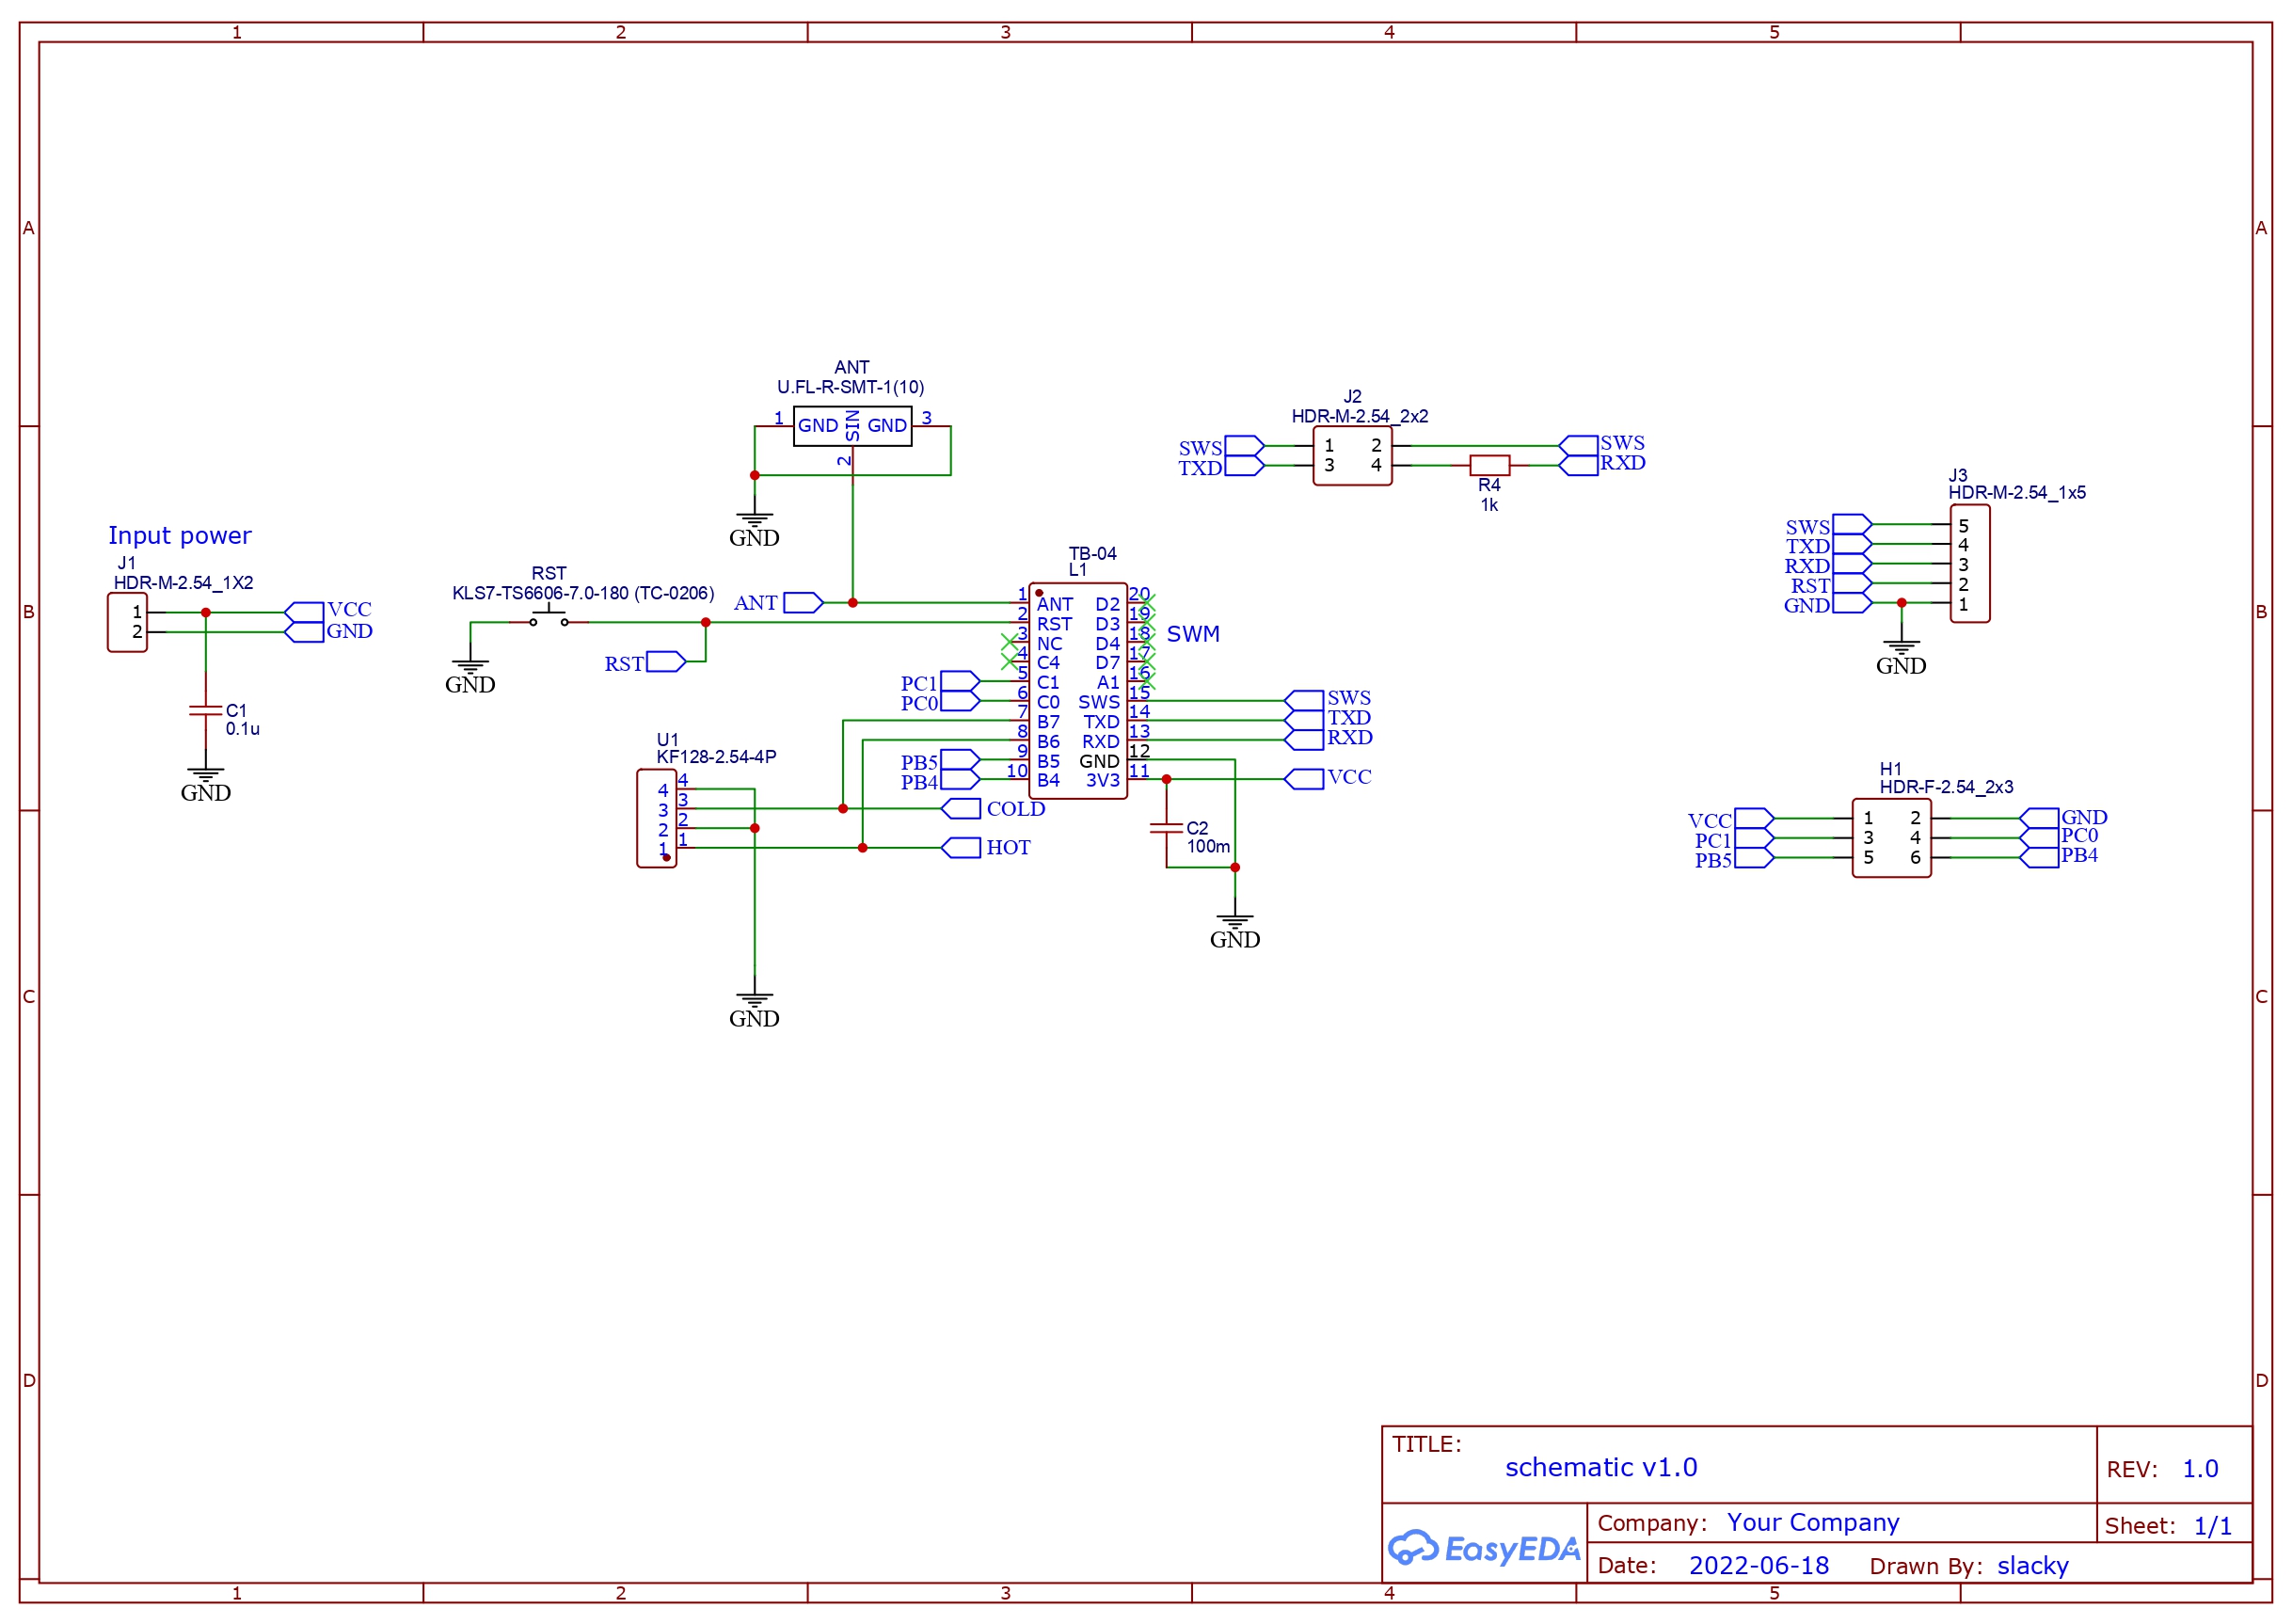 1 2 3 4 5
A A
ANT
U.FL-R-SMT-1(10)
1 GND SIN GND 3
2
GND
J2
HDR-M-2.54_2x2
SWS 1 2 SWS
TXD 3 4 RXD
R4
1k
J3
HDR-M-2.54_1x5
SWS 5
TXD 4
RXD 3
RST 2
GND 1
GND
Input power
J1
HDR-M-2.54_1X2
1 VCC
2 GND
C1
0.1u
GND
B B
RST
KLS7-TS6606-7.0-180 (TC-0206)
GND
RST
ANT
TB-04
L1
1 ANT D2 20
2 RST D3 19
3 NC D4 18
4 C4 D7 17
PC1 5 C1 A1 16
PC0 6 C0 SWS 15 SWS
7 B7 TXD 14 TXD
8 B6 RXD 13 RXD
PB5 9 B5 GND 12
PB4 10 B4 3V3 11 VCC
SWM
U1
KF128-2.54-4P
4 4
3 3 COLD
2 2
1 1 HOT
GND
C2
100m
GND
H1
HDR-F-2.54_2x3
VCC 1 2 GND
PC1 3 4 PC0
PB5 5 6 PB4
C C
D D
TITLE:
schematic v1.0
REV: 1.0
EasyEDA
Company: Your Company
Sheet: 1/1
Date: 2022-06-18 Drawn By: slacky
1 2 3 4 5